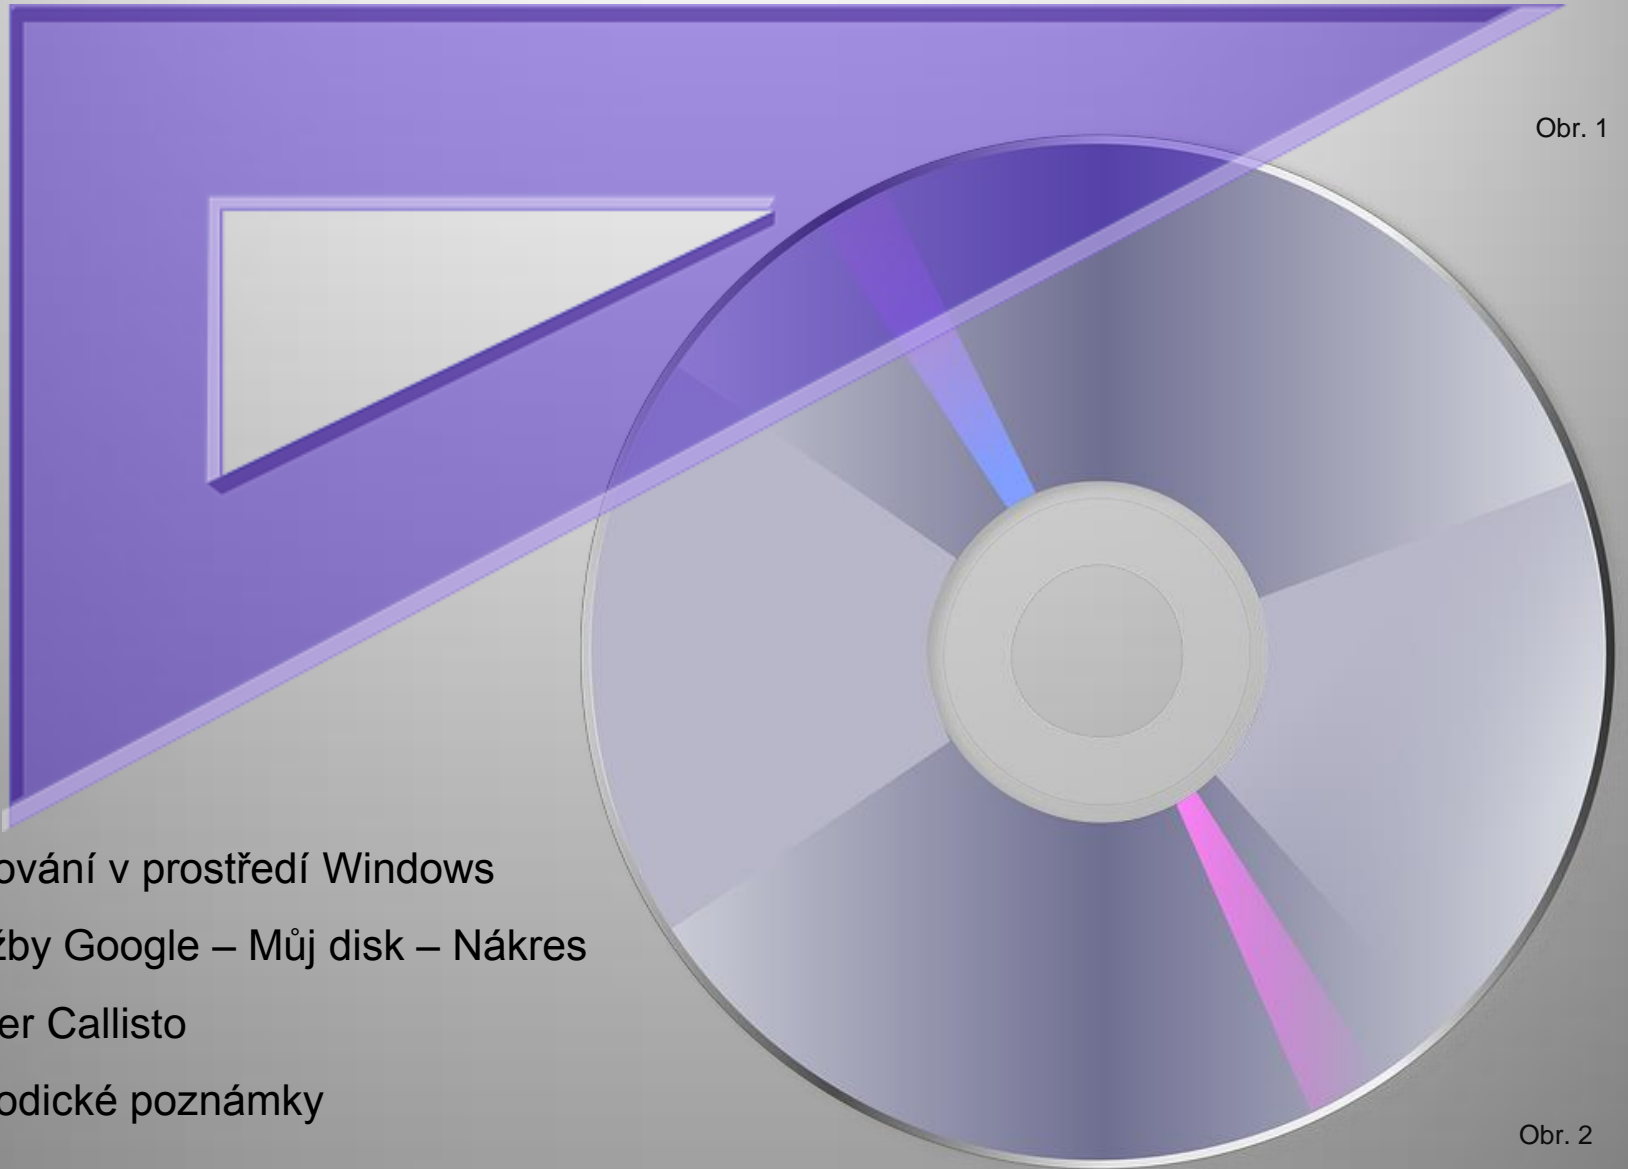 Obr. 1
ování v prostředí Windows
žby Google – Můj disk – Nákres
er Callisto
odické poznámky
Obr. 2